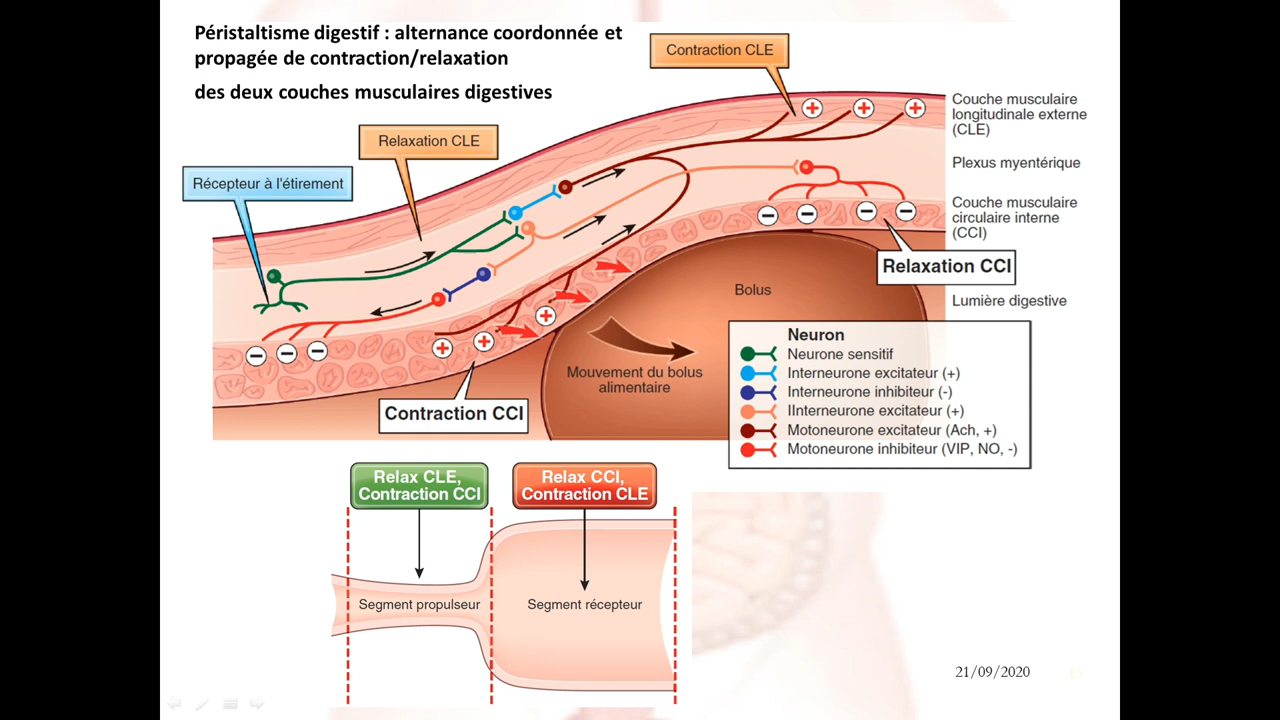 Péristaltisme digestif : alternance coordonnée et
propagée de contraction/relaxation
des deux couches musculaires digestives
Contraction CLE
Relaxation CLE
Récepteur à l'étirement
Couche musculaire
longitudinale externe
(CLE)
Plexus myentérique
Couche musculaire
circulaire interne
(CCI)
Relaxation CCI
Lumière digestive
Bolus
Mouvement du bolus
alimentaire
Contraction CCI
Neuron
Neurone sensitif
Interneurone excitateur (+)
Interneurone inhibiteur (-)
IInterneurone excitateur (+)
Motoneurone excitateur (Ach, +)
Motoneurone inhibiteur (VIP, NO, -)
Relax CLE,
Contraction CCI
Relax CCI,
Contraction CLE
Segment propulseur
Segment récepteur
21/09/2020
15